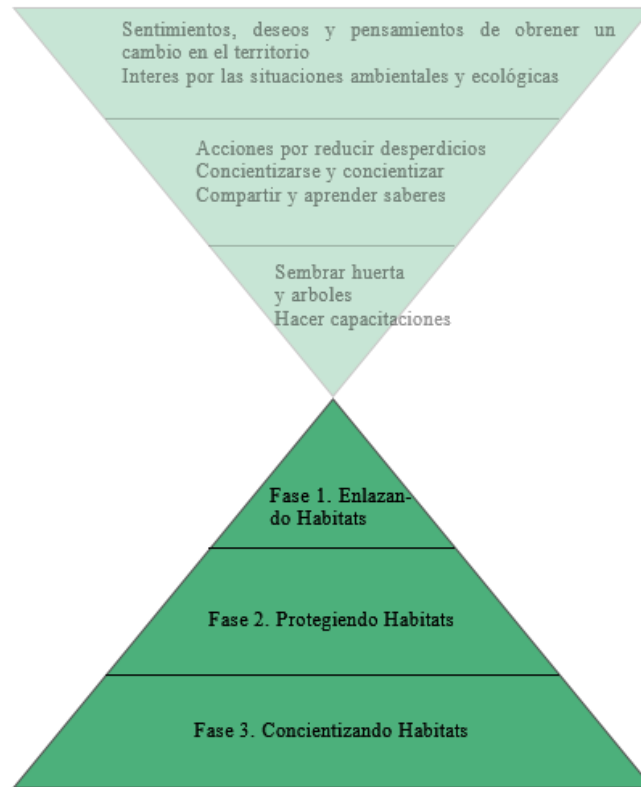 Sentimientos, deseos y pensamientos de obrener un
cambio en el territorio
Interes por las situaciones ambientales y ecológicas
Acciones por reducir desperdicios
Concientizarse y concientizar
Compartir y aprender saberes
Sembrar huerta
y arboles
Hacer capacitaciones
Fase 1. Enlazan-
do Habitats
Fase 2. Protegiendo Habitats
Fase 3. Concientizando Habitats